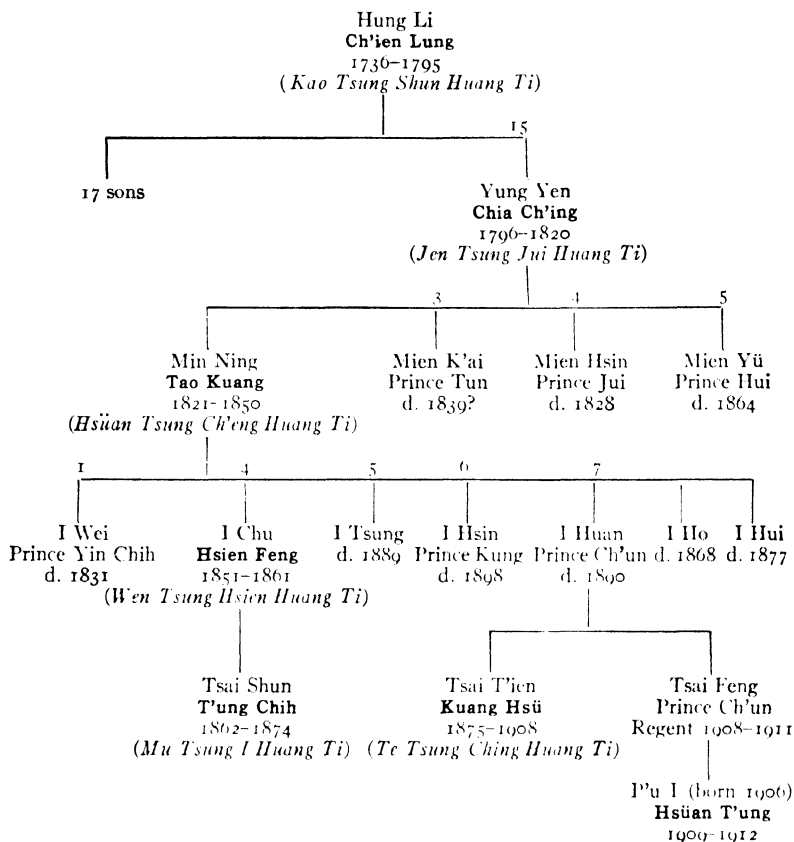 Hung Li
Ch'ien Lung
1736–1795
(Kao Tsung Shun Huang Ti)
15
17 sons
Yung Yen
Chia Ch'ing
1796–1820
(Jen Tsung Jui Huang Ti)
3 4 5
Min Ning Mien K'ai Mien Hsin Mien Yü
Tao Kuang Prince Tun Prince Jui Prince Hui
1821–1850 d. 1839? d. 1828 d. 1864
(Hsüan Tsung Ch'eng Huang Ti)
1 4 5 6 7
I Wei I Chu I Tsung I Hsin I Huan I Ho I Hui
Prince Yin Chih Hsien Feng d. 1889 Prince Kung Prince Ch'un d. 1868 d. 1877
d. 1831 1851–1861 d. 1898 d. 1890
(Wen Tsung Hsien Huang Ti)
Tsai Shun Tsai T'ien Tsai Feng
T'ung Chih Kuang Hsü Prince Ch'un
1862–1874 1875–1908 Regent 1908–1911
(Mu Tsung I Huang Ti) (Te Tsung Ching Huang Ti)
P'u I (born 1906)
Hsüan T'ung
1909–1912